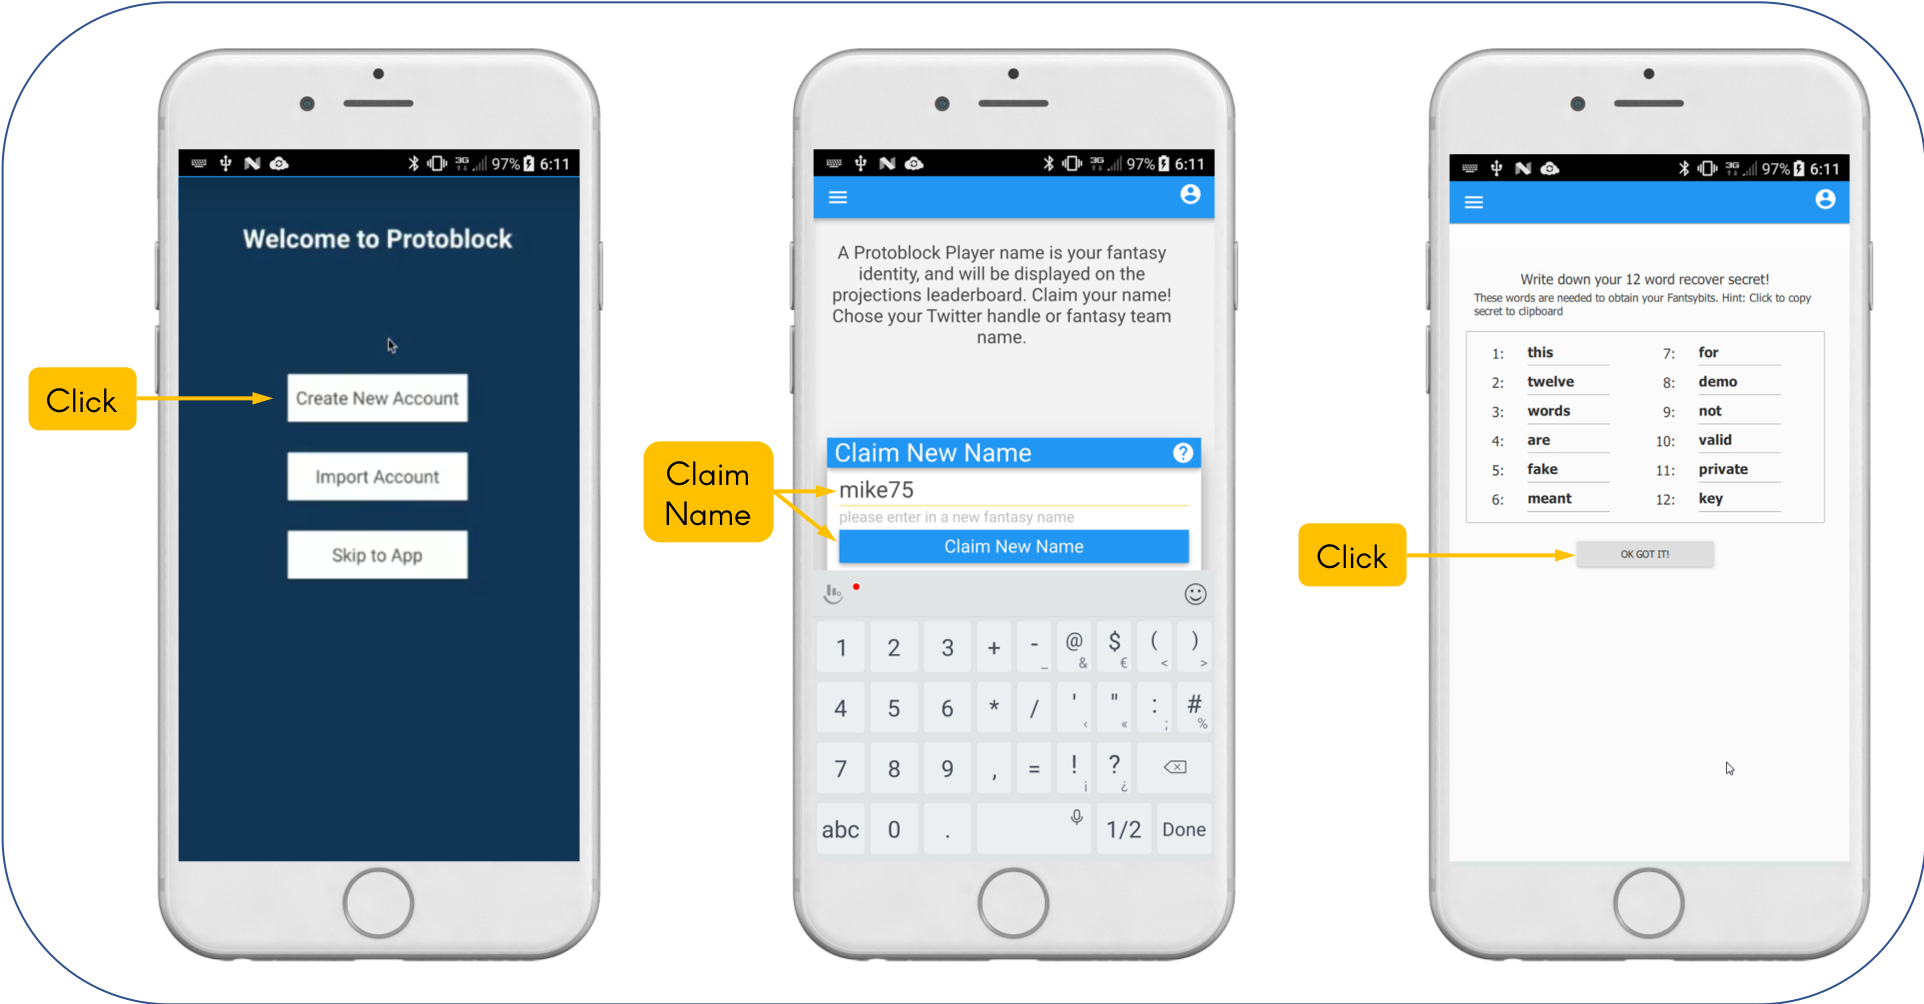 97% 6:11
Welcome to Protoblock
Click
Create New Account
Import Account
Skip to App
3G 97% 6:11
A Protoblock Player name is your fantasy
identity, and will be displayed on the
projections leaderboard. Claim your name!
Chose your Twitter handle or fantasy team
name.
Claim
Name
Claim New Name ?
mike75
please enter in a new fantasy name
Claim New Name
1 2 3 + - _ @ & $ € ( < ) >
4 5 6 * / ' ‹ " « : ; # %
7 8 9 , = ! ¡ ? ¿
abc 0 . 1/2 Done
3G 97% 6:11
Write down your 12 word recover secret!
These words are needed to obtain your Fantsybits. Hint: Click to copy
secret to clipboard
1: this 7: for
2: twelve 8: demo
3: words 9: not
4: are 10: valid
5: fake 11: private
6: meant 12: key
Click
OK GOT IT!